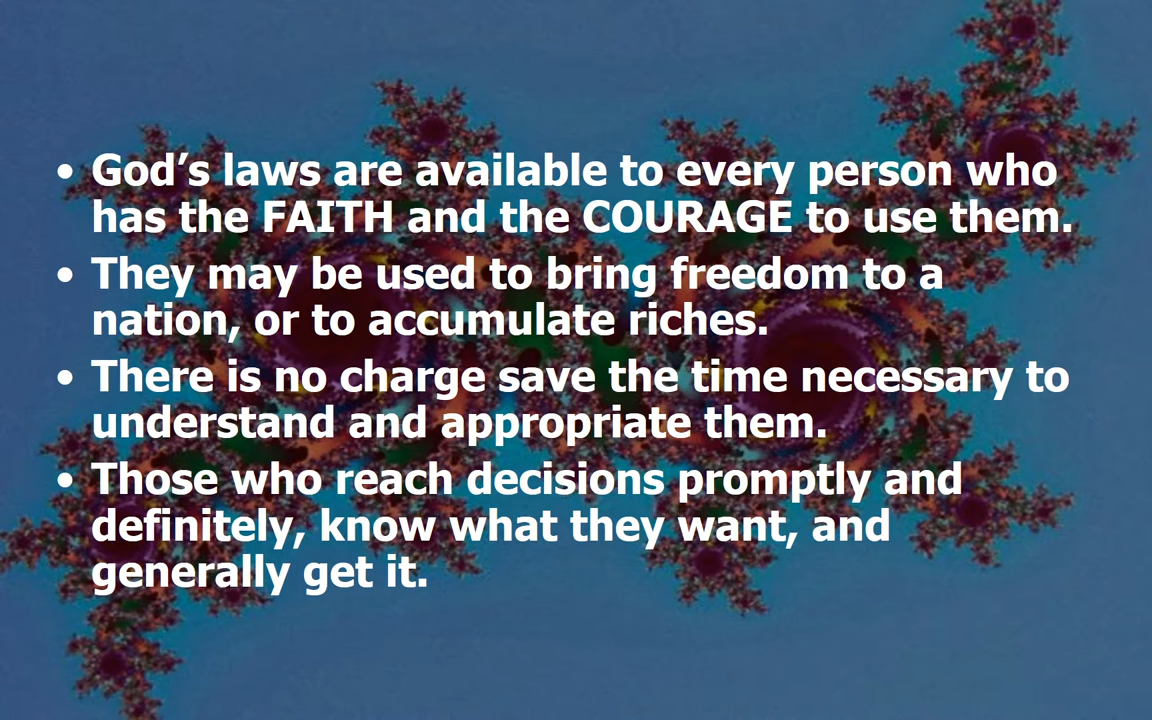 • God’s laws are available to every person who
has the FAITH and the COURAGE to use them.
• They may be used to bring freedom to a
nation, or to accumulate riches.
• There is no charge save the time necessary to
understand and appropriate them.
• Those who reach decisions promptly and
definitely, know what they want, and
generally get it.